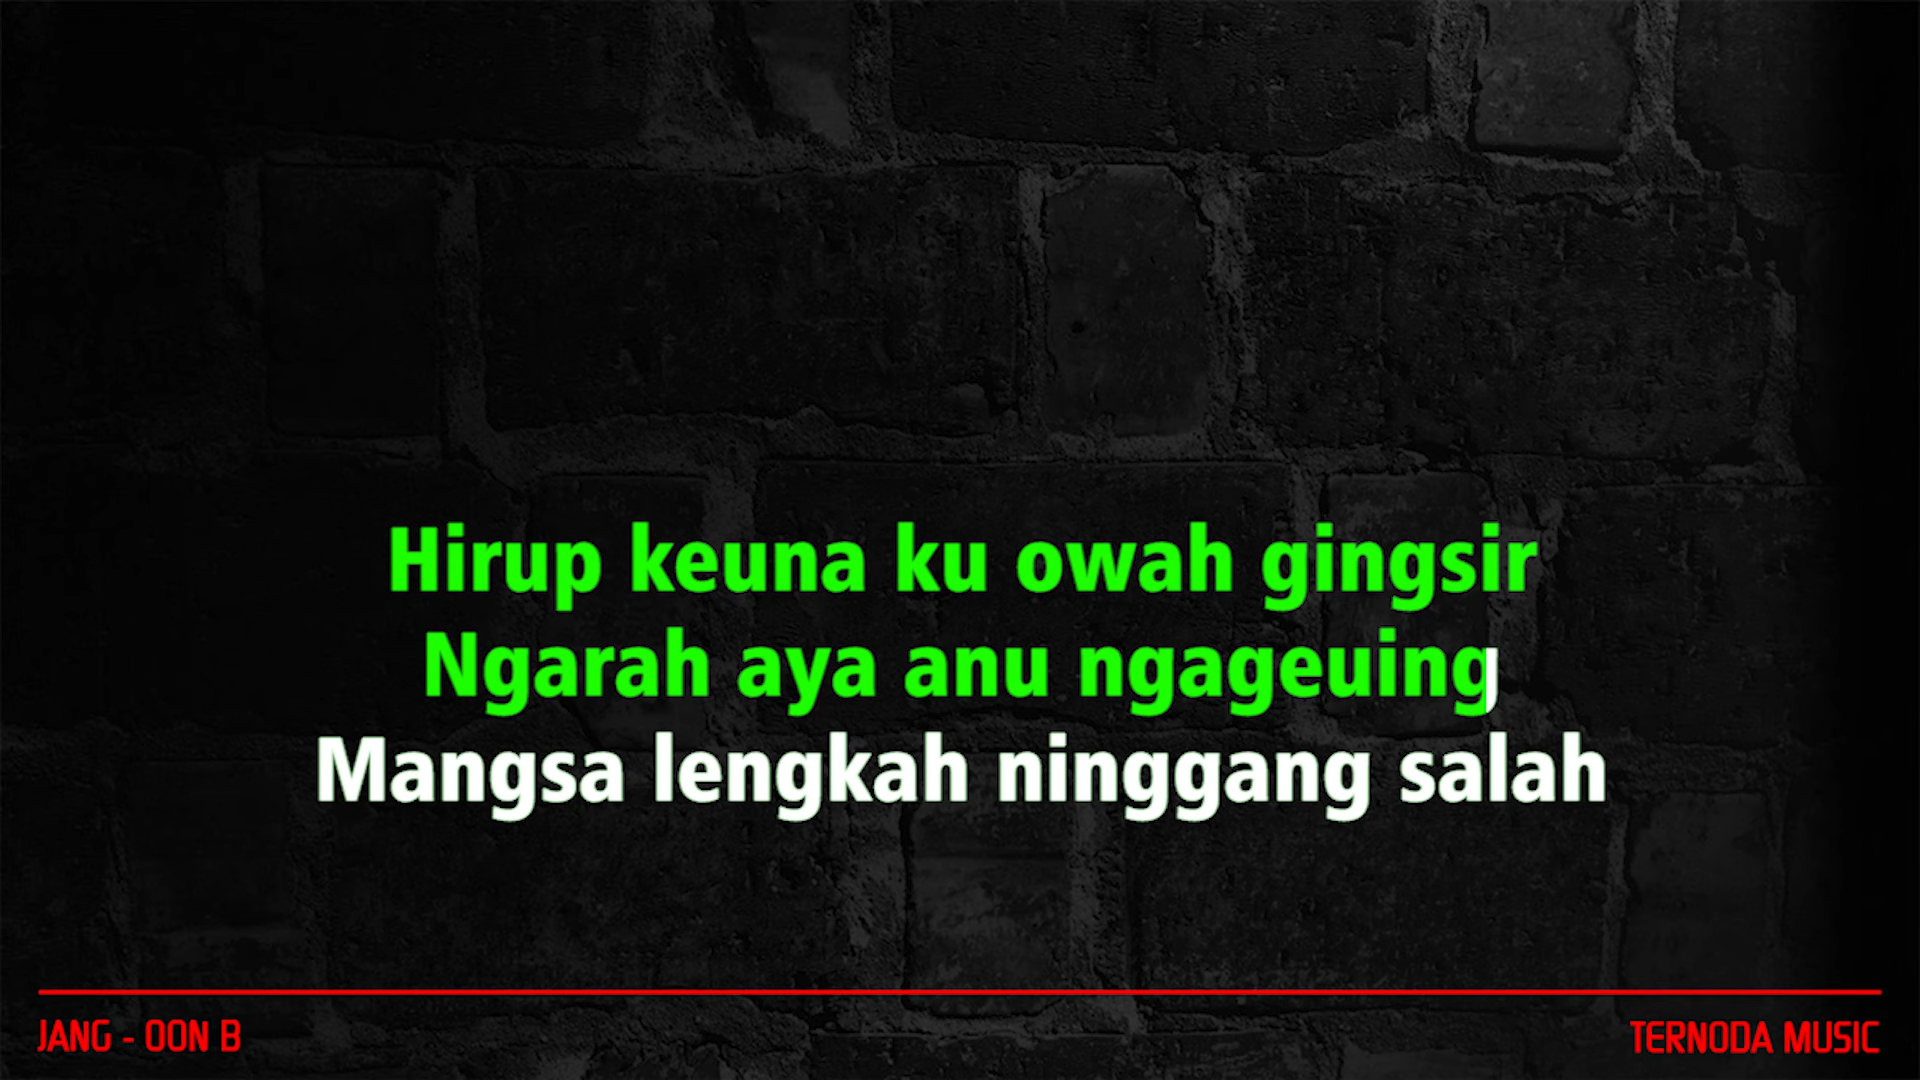 Hirup keuna ku owah gingsir
Ngarah aya anu ngageuing
Mangsa lengkah ninggang salah
JANG - OON B
TERNODA MUSIC